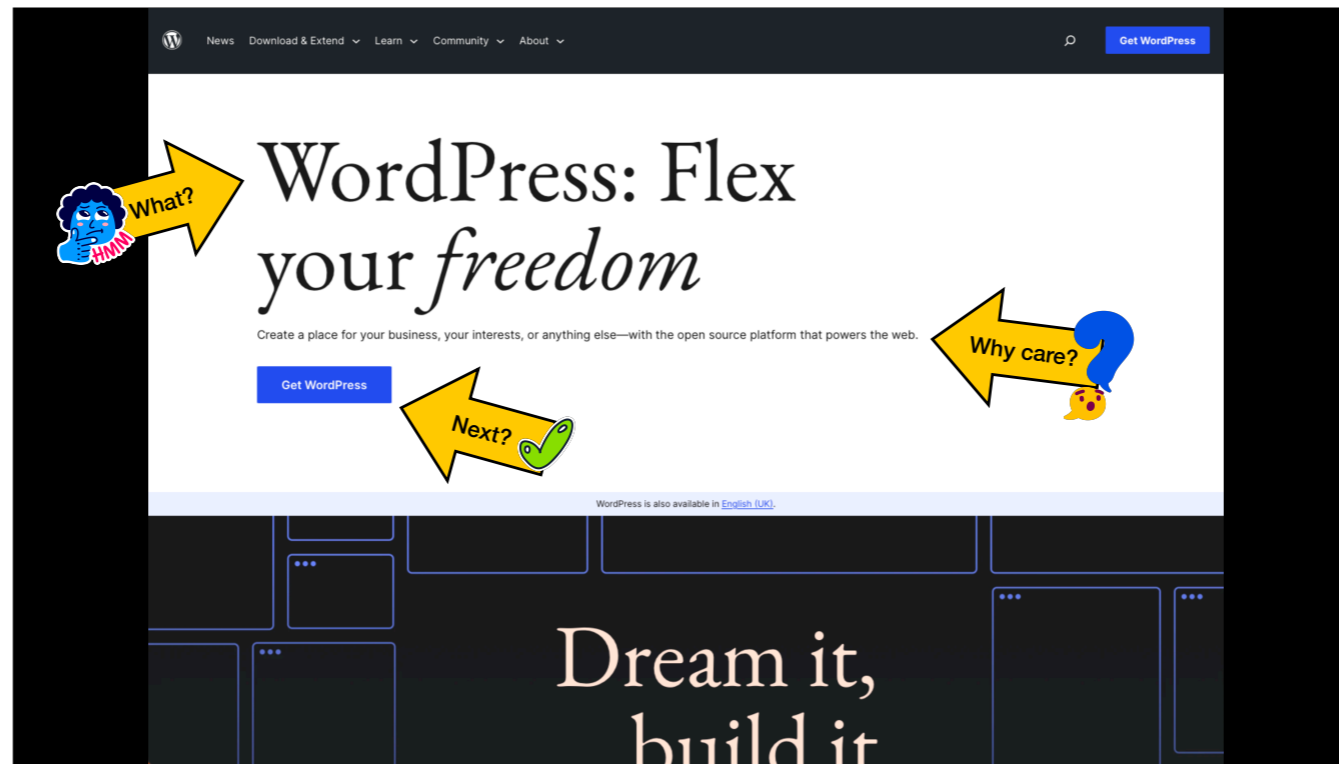 News Download & Extend Learn Community About
Get WordPress
What?
HMM
WordPress: Flex
your freedom
Create a place for your business, your interests, or anything else—with the open source platform that powers the web.
Why care?
Get WordPress
Next?
WordPress is also available in English (UK).
Dream it,
build it